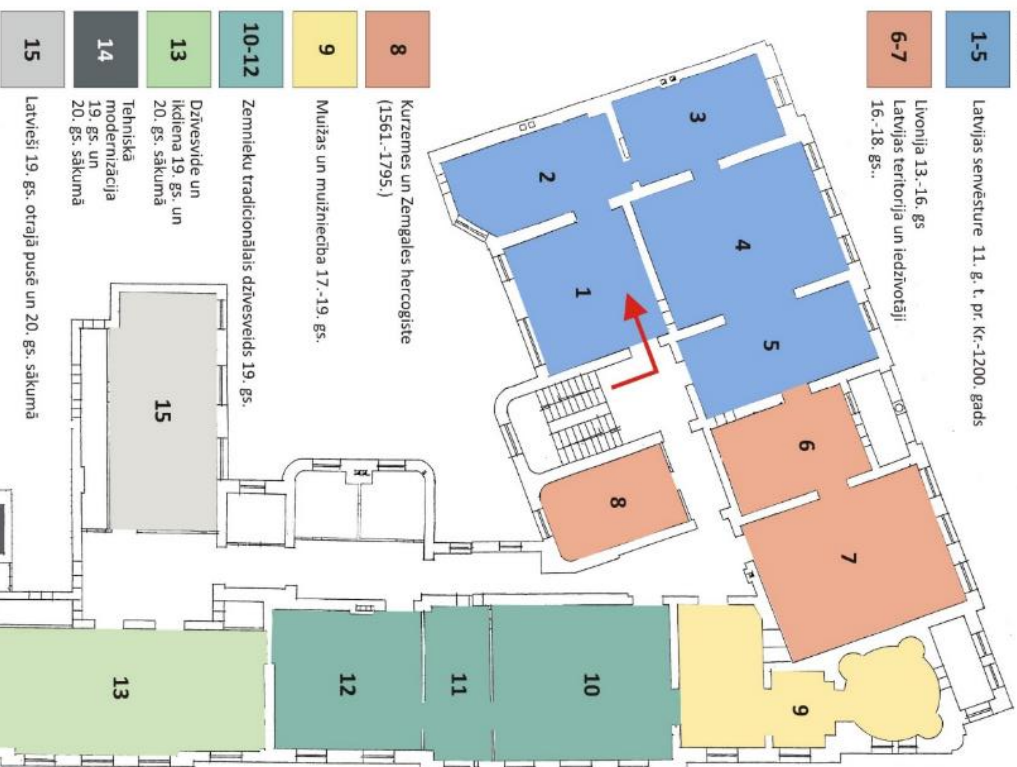 1-5
Latvijas senvēsture 11. g. t. pr. Kr.-1200. gads
6-7
Livonija 13.-16. gs
Latvijas teritorija un iedzīvotāji
16.-18. gs..
8
Kurzemes un Zemgales hercogiste
(1561.-1795.)
9
Muižas un muižniecība 17.-19. gs.
10-12
Zemnieku tradicionālais dzīvesveids 19. gs.
13
Dzīvesvide un
ikdiena 19. gs. un
20. gs. sākumā
14
Tehniskā
modernizācija
19. gs. un
20. gs. sākumā
15
Latvieši 19. gs. otrajā pusē un 20. gs. sākumā
3
2
4
1
5
6
7
8
9
10
11
12
13
15